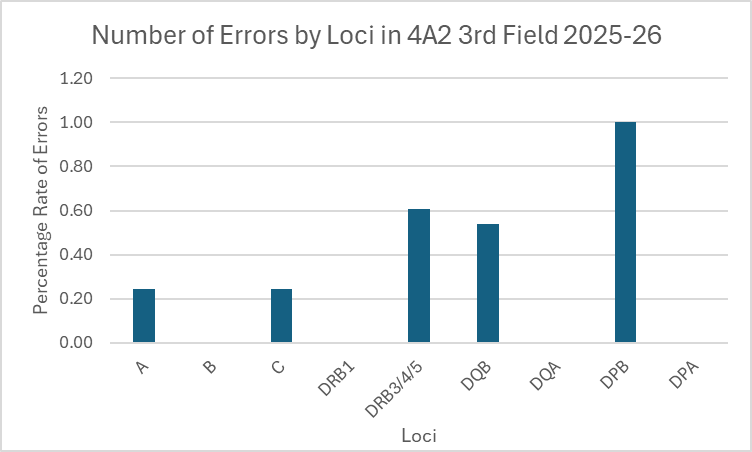 Number of Errors by Loci in 4A2 3rd Field 2025-26
Percentage Rate of Errors
1.20
1.00
0.80
0.60
0.40
0.20
0.00
A
B
C
DRB1
DRB3/4/5
DQB
DQA
DPB
DPA
Loci